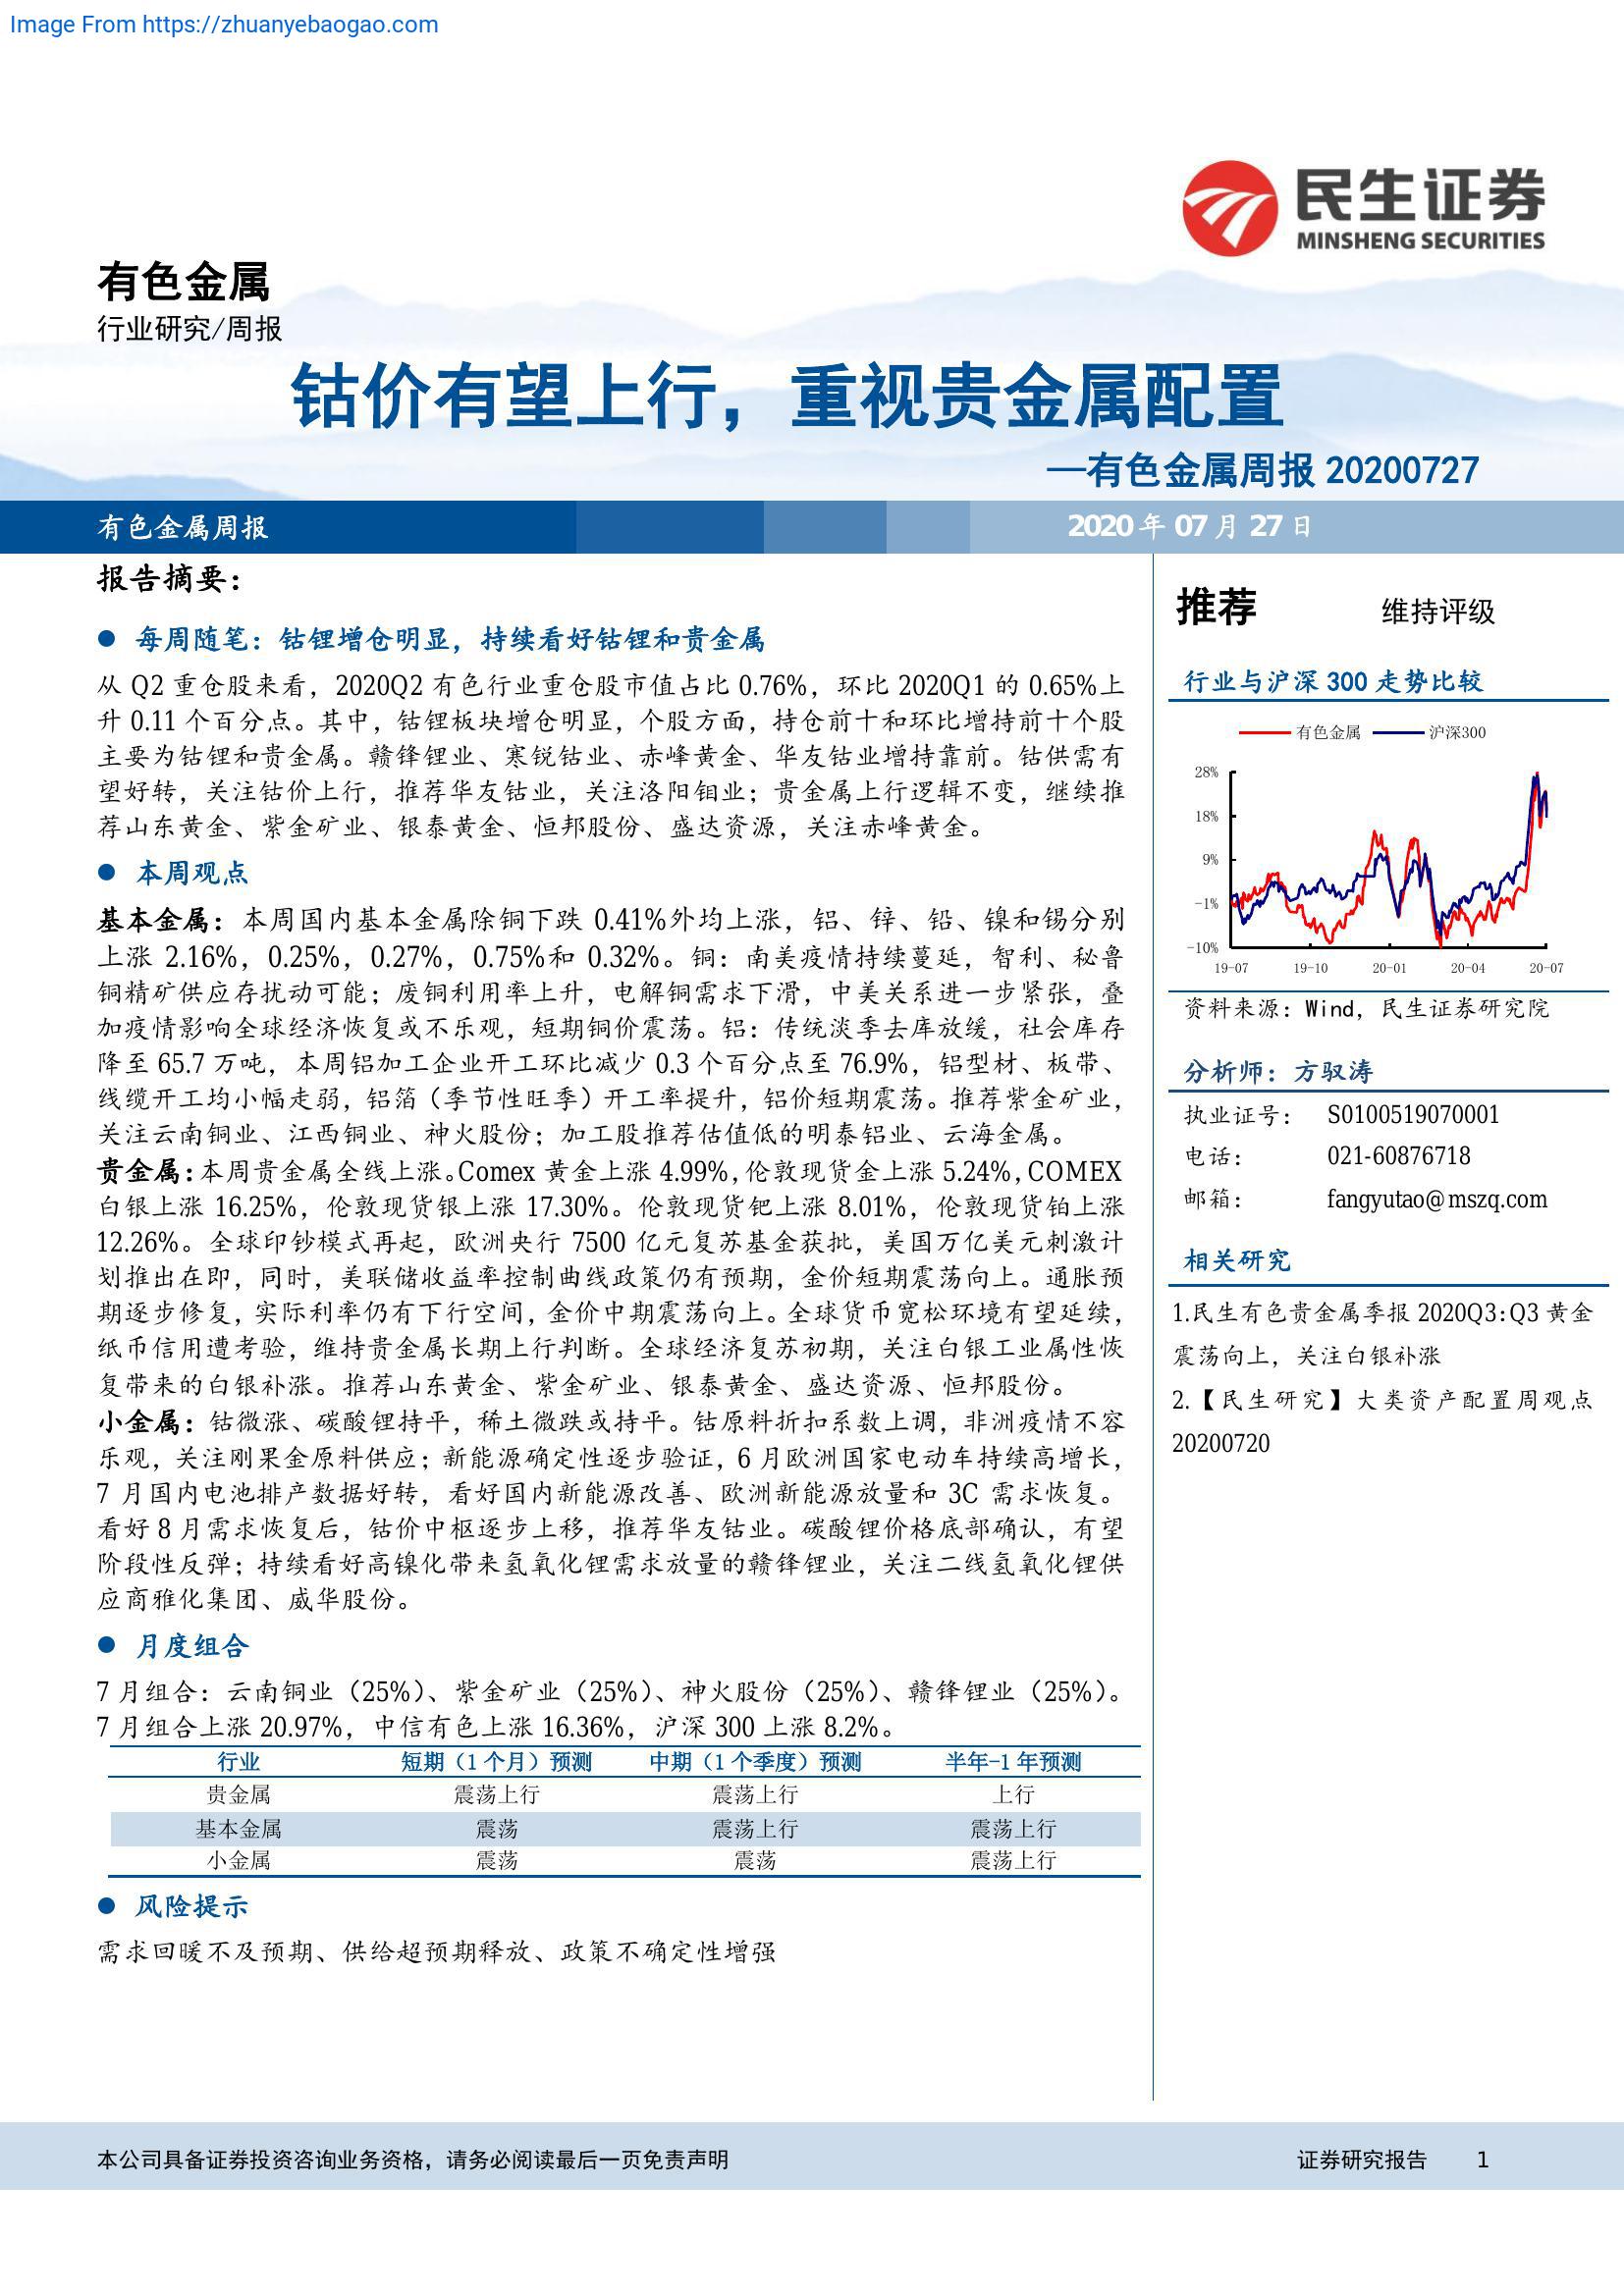 Image From https://zhuanyebaogao.com
民生证券
MINSHENG SECURITIES
有色金属
行业研究/周报
钴价有望上行，重视贵金属配置
—有色金属周报 20200727
有色金属周报
2020 年 07 月 27 日
报告摘要：
● 每周随笔：钴锂增仓明显，持续看好钴锂和贵金属
从 Q2 重仓股来看，2020Q2 有色行业重仓股市值占比 0.76%，环比 2020Q1 的 0.65%上
升 0.11 个百分点。其中，钴锂板块增仓明显，个股方面，持仓前十和环比增持前十个股
主要为钴锂和贵金属。赣锋锂业、寒锐钴业、赤峰黄金、华友钴业增持靠前。钴供需有
望好转，关注钴价上行，推荐华友钴业，关注洛阳钼业；贵金属上行逻辑不变，继续推
荐山东黄金、紫金矿业、银泰黄金、恒邦股份、盛达资源，关注赤峰黄金。
● 本周观点
基本金属：本周国内基本金属除铜下跌 0.41%外均上涨，铝、锌、铅、镍和锡分别
上涨 2.16%，0.25%，0.27%，0.75%和 0.32%。铜：南美疫情持续蔓延，智利、秘鲁
铜精矿供应存扰动可能；废铜利用率上升，电解铜需求下滑，中美关系进一步紧张，叠
加疫情影响全球经济恢复或不乐观，短期铜价震荡。铝：传统淡季去库放缓，社会库存
降至 65.7 万吨，本周铝加工企业开工环比减少 0.3 个百分点至 76.9%，铝型材、板带、
线缆开工均小幅走弱，铝箔（季节性旺季）开工率提升，铝价短期震荡。推荐紫金矿业，
关注云南铜业、江西铜业、神火股份；加工股推荐估值低的明泰铝业、云海金属。
贵金属：本周贵金属全线上涨。Comex 黄金上涨 4.99%，伦敦现货金上涨 5.24%，COMEX
白银上涨 16.25%，伦敦现货银上涨 17.30%。伦敦现货钯上涨 8.01%，伦敦现货铂上涨
12.26%。全球印钞模式再起，欧洲央行 7500 亿元复苏基金获批，美国万亿美元刺激计
划推出在即，同时，美联储收益率控制曲线政策仍有预期，金价短期震荡向上。通胀预
期逐步修复，实际利率仍有下行空间，金价中期震荡向上。全球货币宽松环境有望延续，
纸币信用遭考验，维持贵金属长期上行判断。全球经济复苏初期，关注白银工业属性恢
复带来的白银补涨。推荐山东黄金、紫金矿业、银泰黄金、盛达资源、恒邦股份。
小金属：钴微涨、碳酸锂持平，稀土微跌或持平。钴原料折扣系数上调，非洲疫情不容
乐观，关注刚果金原料供应；新能源确定性逐步验证，6 月欧洲国家电动车持续高增长，
7 月国内电池排产数据好转，看好国内新能源改善、欧洲新能源放量和 3C 需求恢复。
看好 8 月需求恢复后，钴价中枢逐步上移，推荐华友钴业。碳酸锂价格底部确认，有望
阶段性反弹；持续看好高镍化带来氢氧化锂需求放量的赣锋锂业，关注二线氢氧化锂供
应商雅化集团、威华股份。
● 月度组合
7 月组合：云南铜业（25%）、紫金矿业（25%）、神火股份（25%）、赣锋锂业（25%）。
7 月组合上涨 20.97%，中信有色上涨 16.36%，沪深 300 上涨 8.2%。
行业 短期（1 个月）预测 中期（1 个季度）预测 半年-1 年预测
贵金属 震荡上行 震荡上行 上行
基本金属 震荡 震荡上行 震荡上行
小金属 震荡 震荡 震荡上行
● 风险提示
需求回暖不及预期、供给超预期释放、政策不确定性增强
推荐 维持评级
行业与沪深 300 走势比较
有色金属 沪深300
28%
18%
9%
-1%
-10%
19-07 19-10 20-01 20-04 20-07
资料来源：Wind，民生证券研究院
分析师：方驭涛
执业证号： S0100519070001
电话： 021-60876718
邮箱： fangyutao@mszq.com
相关研究
1.民生有色贵金属季报 2020Q3：Q3 黄金
震荡向上，关注白银补涨
2.【民生研究】大类资产配置周观点
20200720
本公司具备证券投资咨询业务资格，请务必阅读最后一页免责声明
证券研究报告 1